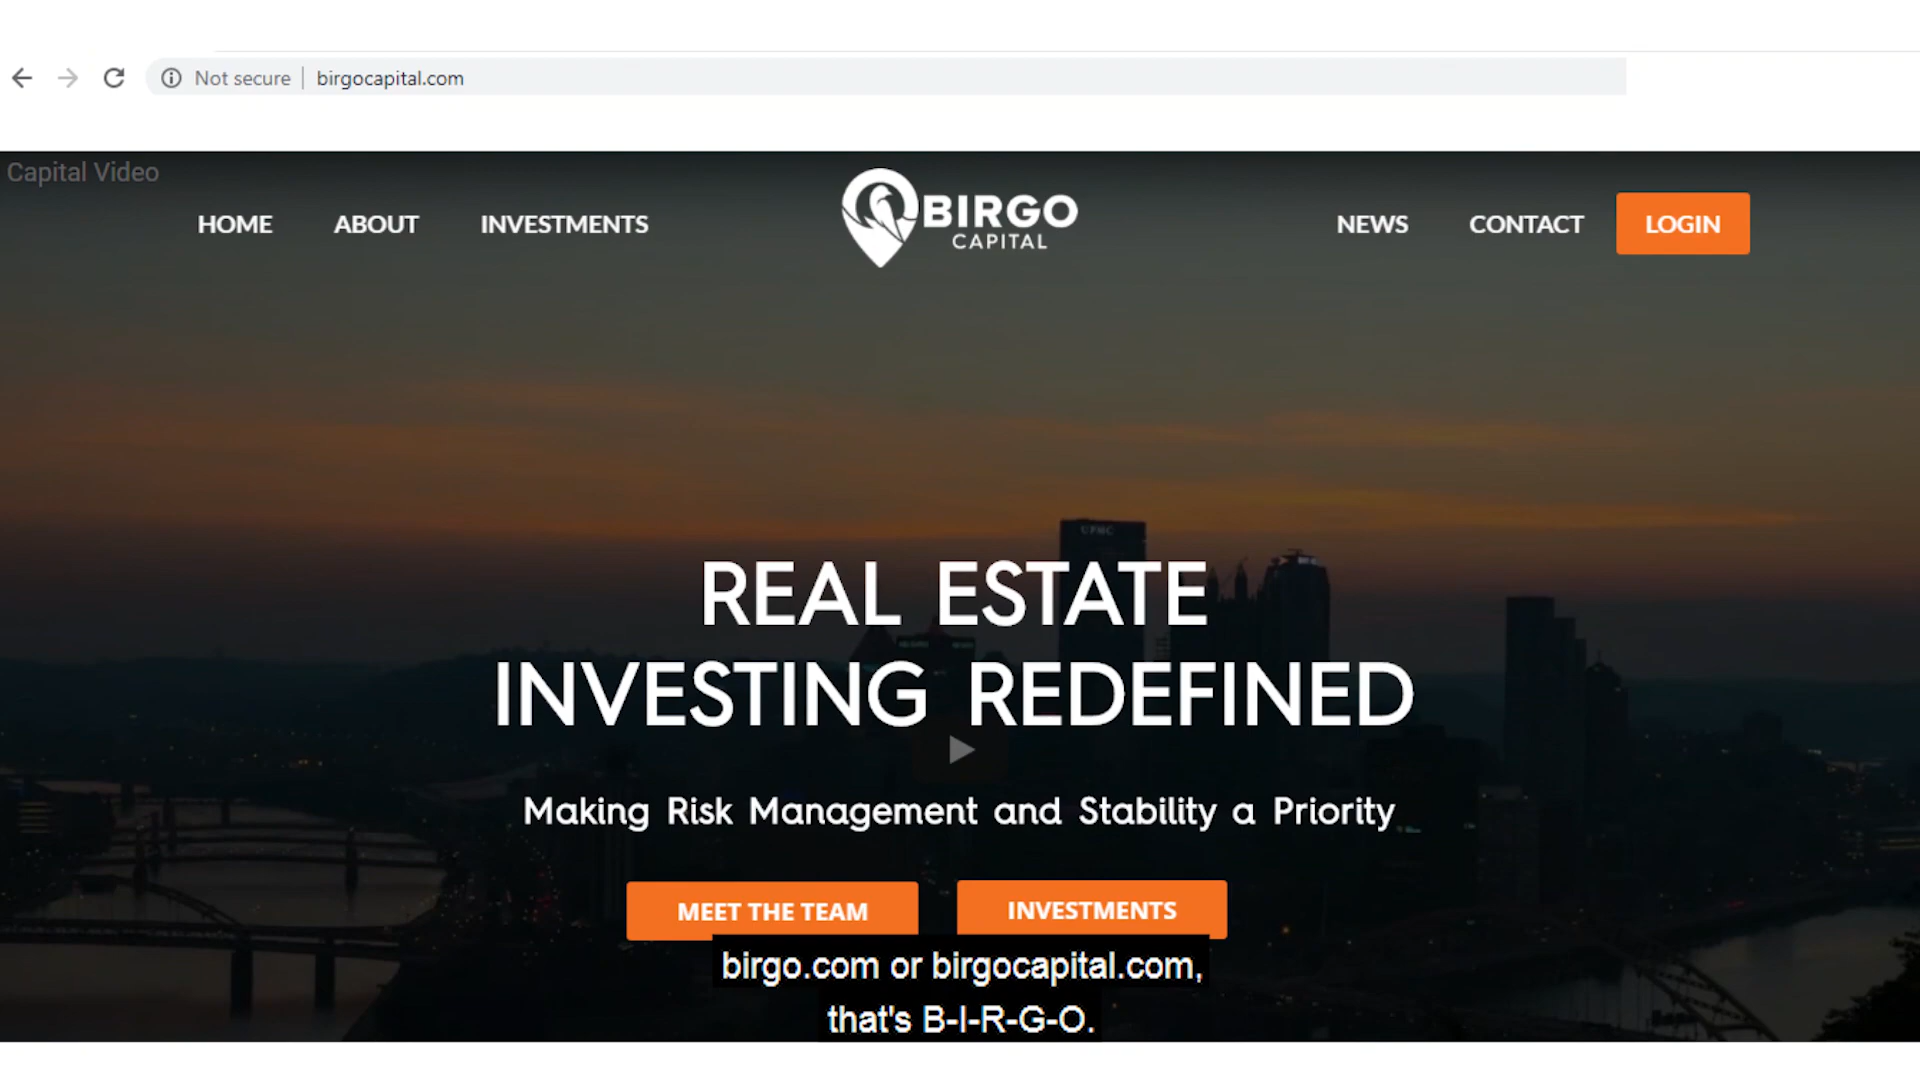 Not secure | birgocapital.com
Capital Video
HOME ABOUT INVESTMENTS
BIRGO
CAPITAL
NEWS CONTACT LOGIN
UPMC
REAL ESTATE
INVESTING REDEFINED
Making Risk Management and Stability a Priority
MEET THE TEAM INVESTMENTS
birgo.com or birgocapital.com,
that's B-I-R-G-O.